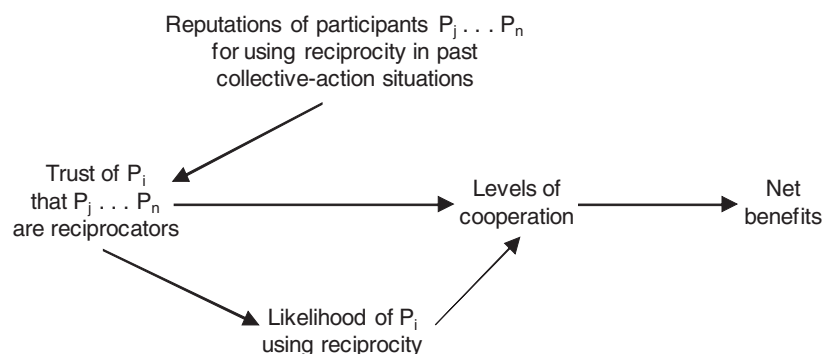 Reputations of participants Pj . . . Pn
for using reciprocity in past
collective-action situations
Trust of Pi
that Pj . . . Pn
are reciprocators
Levels of
cooperation
Net
benefits
Likelihood of Pi
using reciprocity